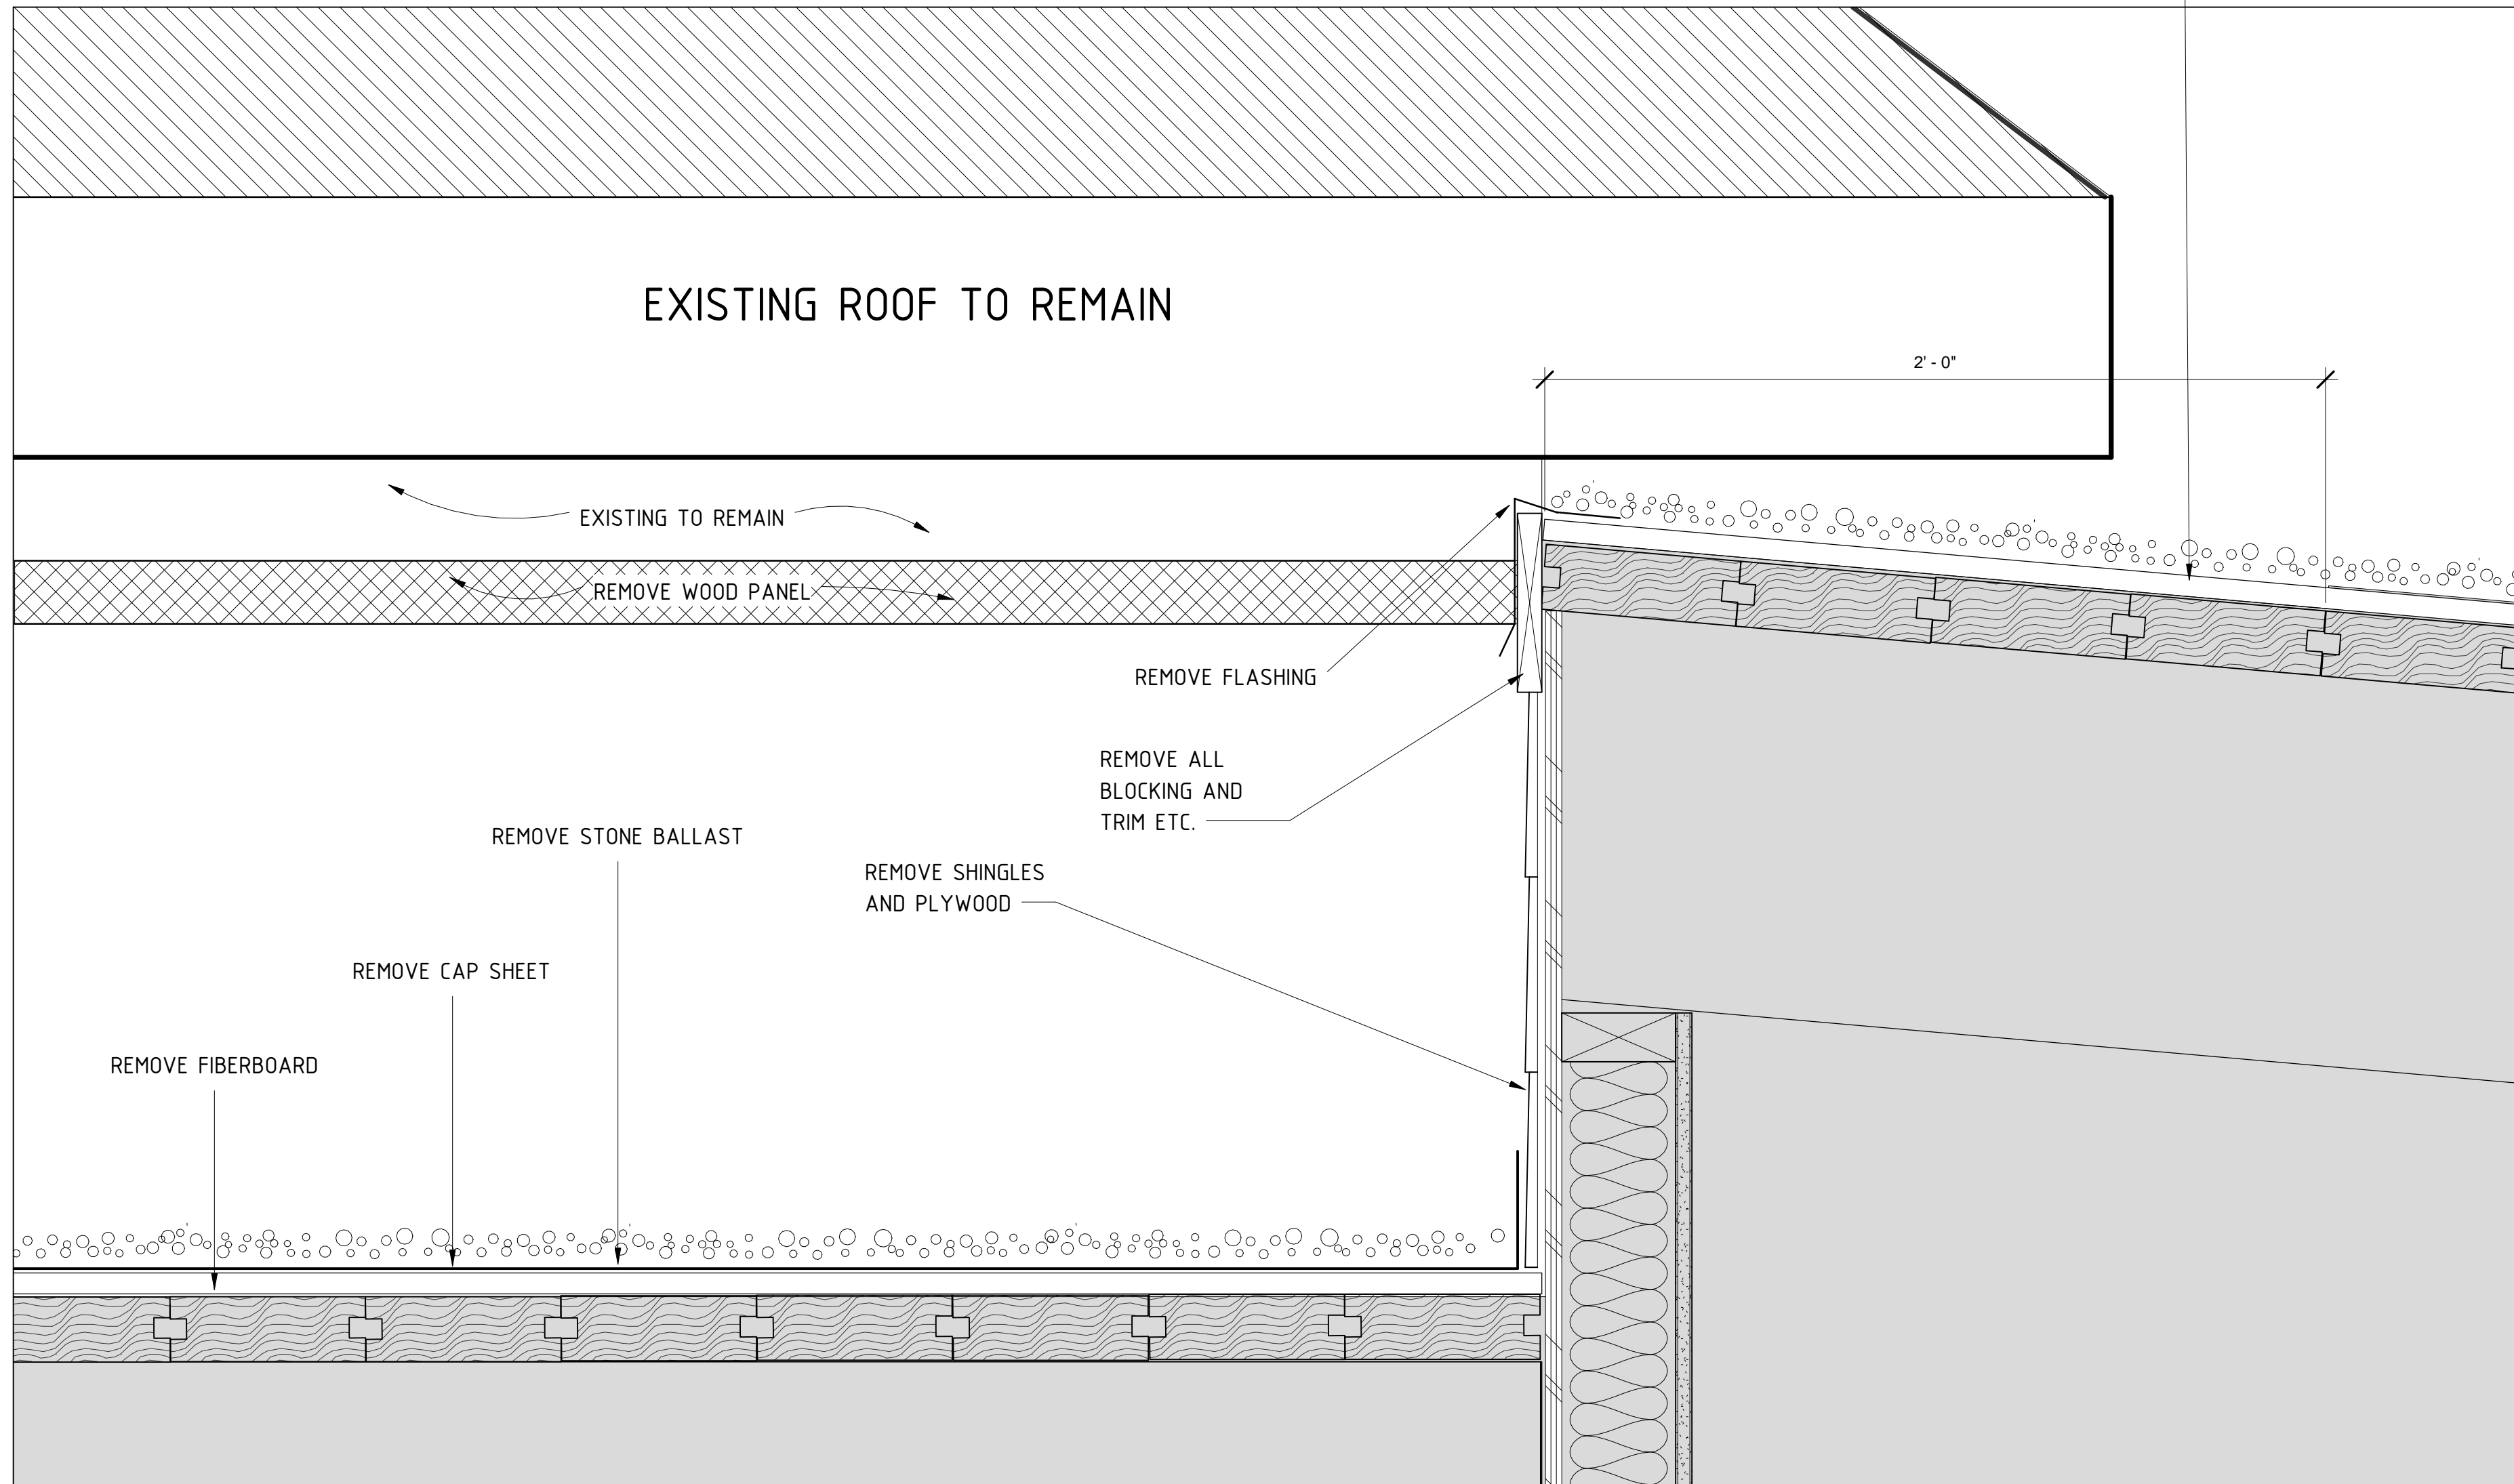 EXISTING ROOF TO REMAIN
2' - 0"
EXISTING TO REMAIN
REMOVE WOOD PANEL
REMOVE FLASHING
REMOVE ALL
BLOCKING AND
TRIM ETC.
REMOVE STONE BALLAST
REMOVE SHINGLES
AND PLYWOOD
REMOVE CAP SHEET
REMOVE FIBERBOARD